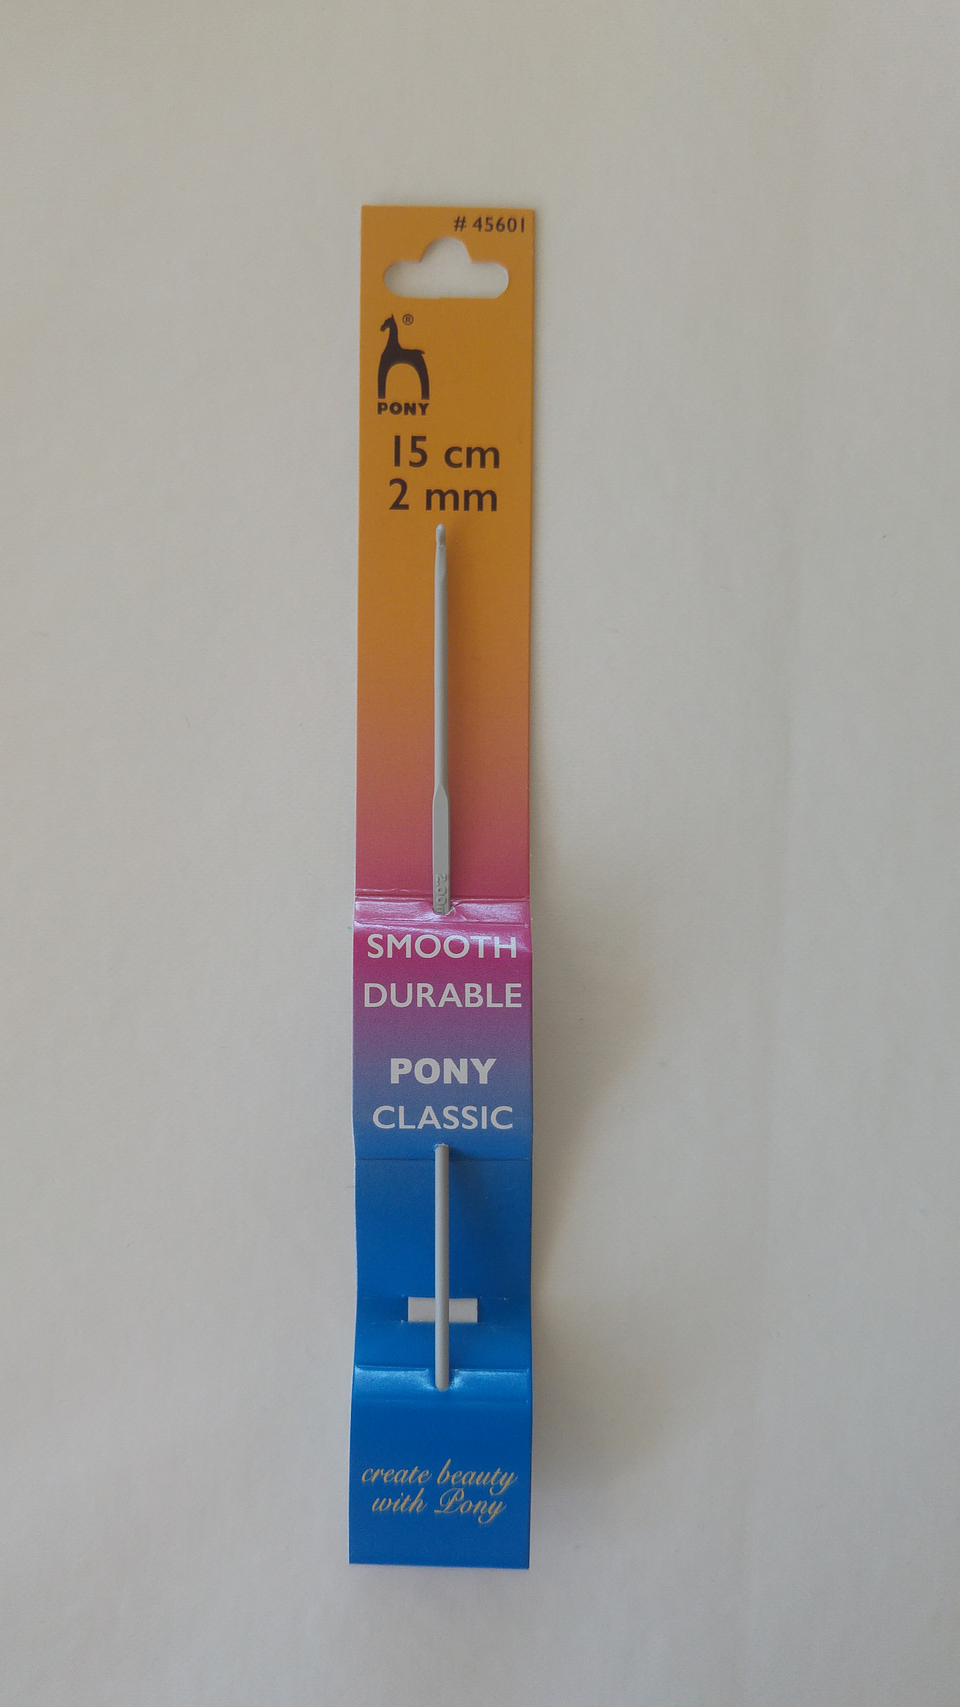 # 45601
®
PONY
15 cm
2 mm
2.00
SMOOTH
DURABLE
PONY
CLASSIC
create beauty
with Pony